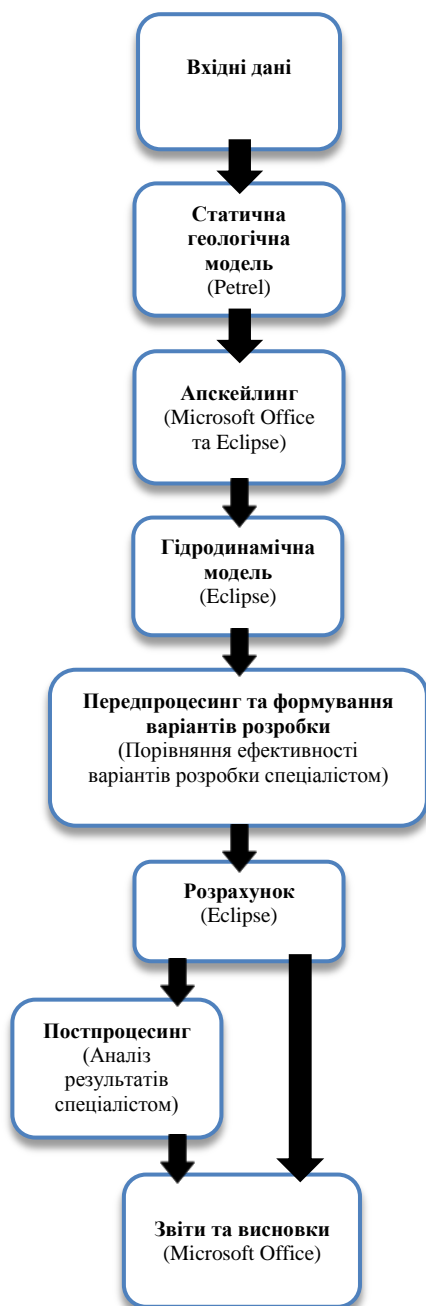 Вхідні дані
Статична
геологічна
модель
(Petrel)
Апскейлинг
(Microsoft Office
та Eclipse)
Гідродинамічна
модель
(Eclipse)
Передпроцесинг та формування
варіантів розробки
(Порівняння ефективності
варіантів розробки спеціалістом)
Розрахунок
(Eclipse)
Постпроцесинг
(Аналіз
результатів
спеціалістом)
Звіти та висновки
(Microsoft Office)